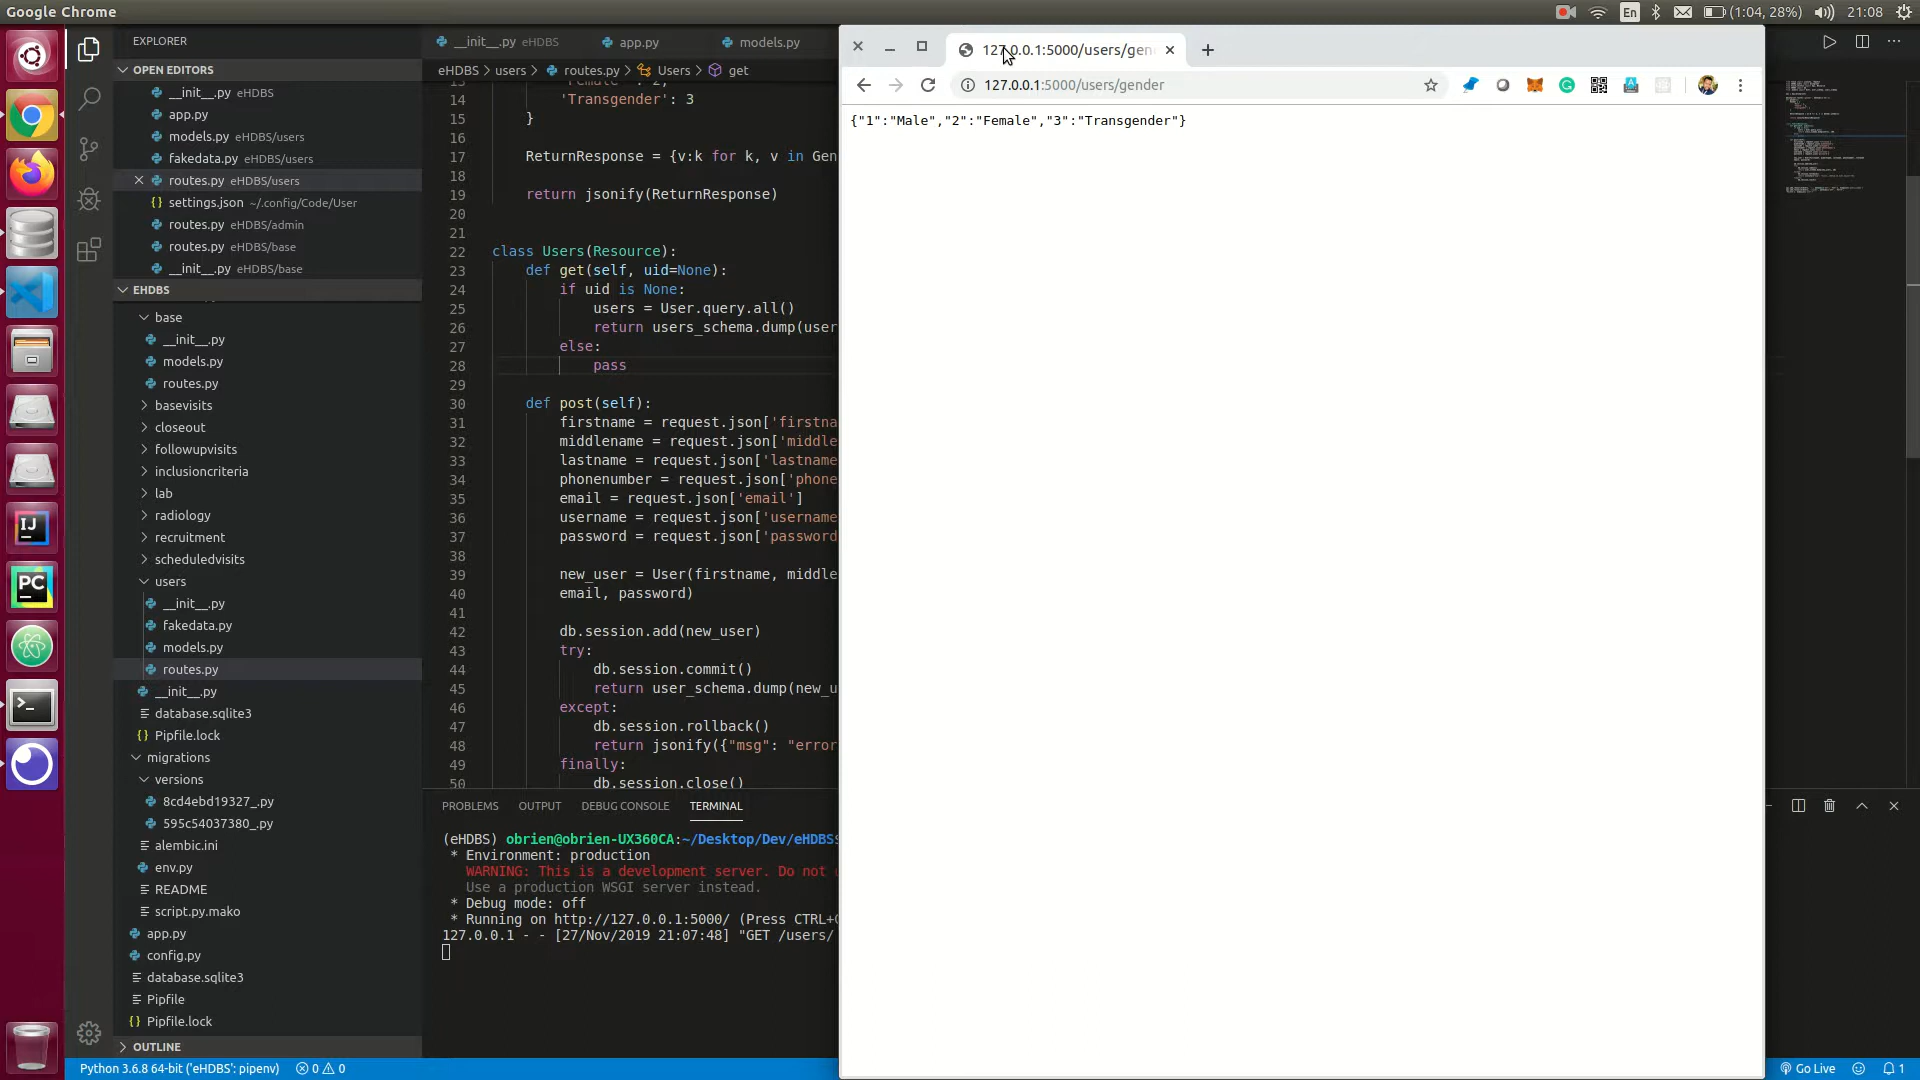 Google Chrome
En
(1:04, 28%)
21:08
EXPLORER
OPEN EDITORS
__init__.py eHDBS
app.py
models.py eHDBS/users
fakedata.py eHDBS/users
routes.py eHDBS/users
{} settings.json ~/.config/Code/User
routes.py eHDBS/admin
routes.py eHDBS/base
__init__.py eHDBS/base
EHDBS
base
__init__.py
models.py
routes.py
basevisits
closeout
followupvisits
inclusioncriteria
lab
radiology
recruitment
scheduledvisits
users
__init__.py
fakedata.py
models.py
routes.py
__init__.py
database.sqlite3
{} Pipfile.lock
migrations
versions
8cd4ebd19327_.py
595c54037380_.py
alembic.ini
env.py
README
script.py.mako
app.py
config.py
database.sqlite3
Pipfile
{} Pipfile.lock
OUTLINE
__init__.py eHDBS
app.py
models.py
eHDBS > users > routes.py > Users > get
14 'Transgender': 3
15 }
16
17 ReturnResponse = {v:k for k, v in Gen
18
19 return jsonify(ReturnResponse)
20
21
22 class Users(Resource):
23 def get(self, uid=None):
24 if uid is None:
25 users = User.query.all()
26 return users_schema.dump(user
27 else:
28 pass
29
30 def post(self):
31 firstname = request.json['firstna
32 middlename = request.json['middle
33 lastname = request.json['lastname
34 phonenumber = request.json['phone
35 email = request.json['email']
36 username = request.json['username
37 password = request.json['password
38
39 new_user = User(firstname, middle
40 email, password)
41
42 db.session.add(new_user)
43 try:
44 db.session.commit()
45 return user_schema.dump(new_u
46 except:
47 db.session.rollback()
48 return jsonify({"msg": "error
49 finally:
50 db.session.close()
PROBLEMS OUTPUT DEBUG CONSOLE TERMINAL
(eHDBS) obrien@obrien-UX360CA:~/Desktop/Dev/eHDBS$
* Environment: production
WARNING: This is a development server. Do not u
Use a production WSGI server instead.
* Debug mode: off
* Running on http://127.0.0.1:5000/ (Press CTRL+C
127.0.0.1 - - [27/Nov/2019 21:07:48] "GET /users/
127.0.0.1:5000/users/gen
127.0.0.1:5000/users/gender
{"1":"Male","2":"Female","3":"Transgender"}
IJ
PC
Python 3.6.8 64-bit ('eHDBS': pipenv)
0 0
Go Live
1